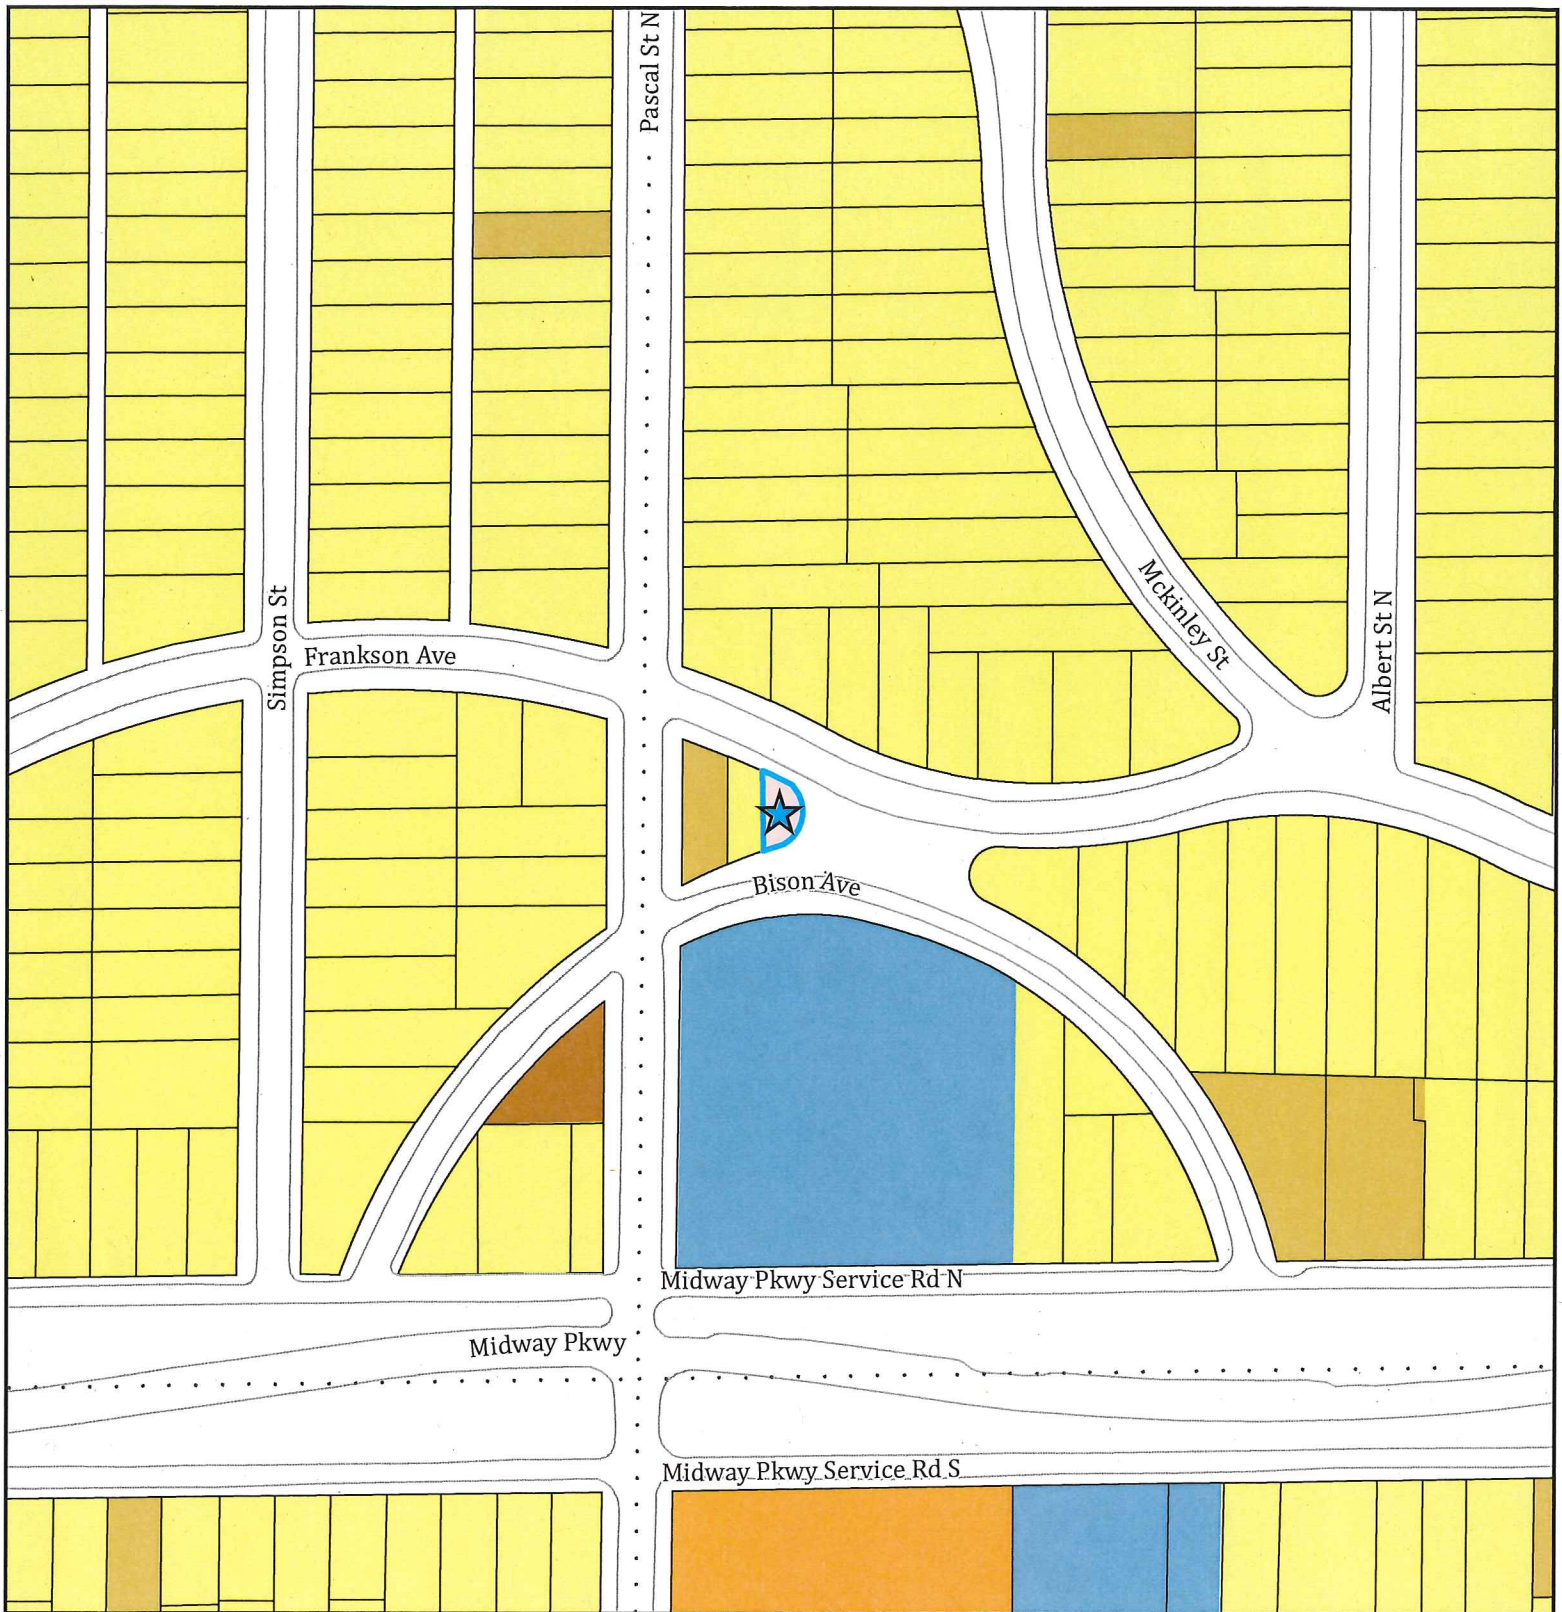 Pascal St N
Mckinley St
Albert St N
Simpson St
Frankson Ave
Bison Ave
Midway Pkwy Service Rd N
Midway Pkwy
Midway Pkwy Service Rd S